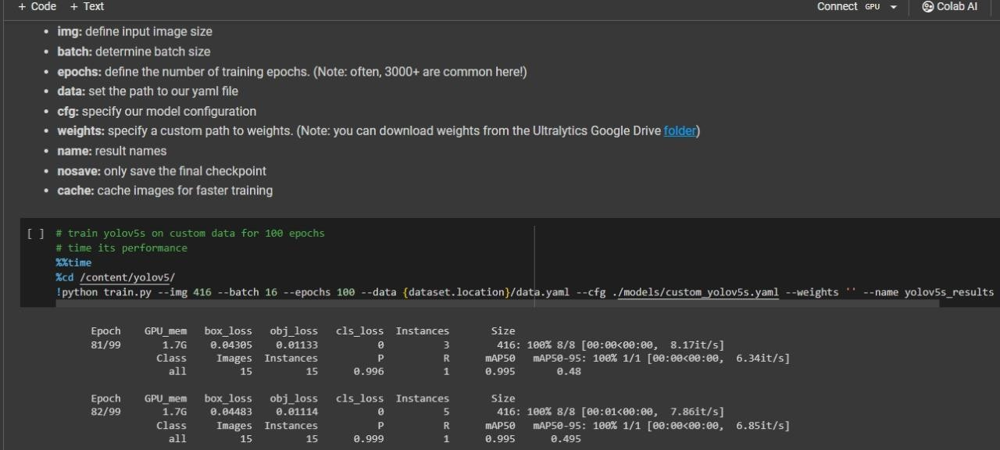 + Code + Text Connect GPU Colab AI
• img: define input image size
• batch: determine batch size
• epochs: define the number of training epochs. (Note: often, 3000+ are common here!)
• data: set the path to our yaml file
• cfg: specify our model configuration
• weights: specify a custom path to weights. (Note: you can download weights from the Ultralytics Google Drive folder)
• name: result names
• nosave: only save the final checkpoint
• cache: cache images for faster training
[ ] # train yolov5s on custom data for 100 epochs
# time its performance
%%time
%cd /content/yolov5/
!python train.py --img 416 --batch 16 --epochs 100 --data {dataset.location}/data.yaml --cfg ./models/custom_yolov5s.yaml --weights '' --name yolov5s_results
Epoch GPU_mem box_loss obj_loss cls_loss Instances Size
81/99 1.7G 0.04305 0.01133 0 3 416: 100% 8/8 [00:00<00:00, 8.17it/s]
Class Images Instances P R mAP50 mAP50-95: 100% 1/1 [00:00<00:00, 6.34it/s]
all 15 15 0.996 1 0.995 0.48
Epoch GPU_mem box_loss obj_loss cls_loss Instances Size
82/99 1.7G 0.04483 0.01114 0 5 416: 100% 8/8 [00:01<00:00, 7.86it/s]
Class Images Instances P R mAP50 mAP50-95: 100% 1/1 [00:00<00:00, 6.85it/s]
all 15 15 0.999 1 0.995 0.495